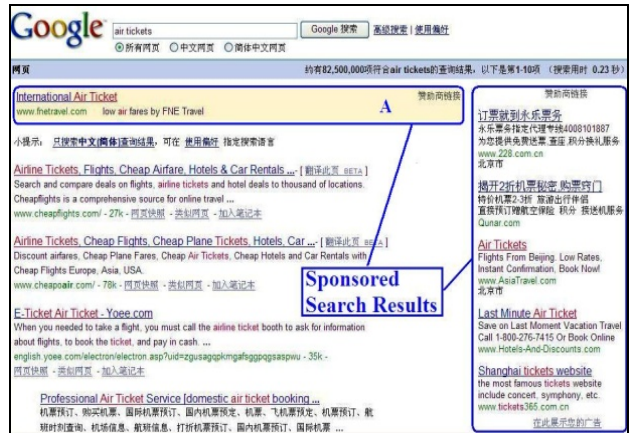 Google
air tickets
Google 搜索
高级搜索 | 使用偏好
所有网页 中文网页 简体中文网页
网页
约有82,500,000项符合air tickets的查询结果，以下是第1-10项 （搜索用时 0.23 秒）
International Air Ticket
赞助商链接
www.fnetravel.com low air fares by FNE Travel
A
小提示： 只搜索中文(简体)查询结果，可在 使用偏好 指定搜索语言
Airline Tickets, Flights, Cheap Airfare, Hotels & Car Rentals ... - [ 翻译此页 BETA ]
Search and compare deals on flights, airline tickets and hotel deals to thousand of locations.
Cheapflights is a comprehensive source for online travel ...
www.cheapflights.com/ - 27k - 网页快照 - 类似网页 - 加入笔记本
Airline Tickets, Cheap Flights, Cheap Plane Tickets, Hotels, Car ... - [ 翻译此页 BETA ]
Discount airfares, Cheap Plane Fares, Cheap Air Tickets, Cheap Hotels and Car Rentals with
Cheap Flights Europe, Asia, USA.
www.cheapoair.com/ - 78k - 网页快照 - 类似网页 - 加入笔记本
E-Ticket Air Ticket - Yoee.com
When you needed to take a flight, you must call the airline ticket booth to ask for information
about flights, to book the ticket, and pay in cash. ...
english.yoee.com/electron/electron.asp?uid=zgusagqpkmgafsggpqgsaspwu - 35k -
网页快照 - 类似网页 - 加入笔记本
Professional Air Ticket Service [domestic air ticket booking ...
机票预订、购买机票、国际机票预订、国内机票预定、机票、飞机票预定、机票预订、航
班时刻查询、机场信息、航班信息、打折机票预订、国内机票预订、国际机票 ...
Sponsored
Search Results
赞助商链接
订票就到永乐票务
永乐票务指定代理专线4008101887
为您提供免费送票,查座,积分换礼服务
www.228.com.cn
北京市
揭开2折机票秘密,购票窍门
特价机票2-3折 旅游出行伴侣
直接预订赠航空保险 积分 接送机服务
Qunar.com
Air Tickets
Flights From Beijing. Low Rates,
Instant Confirmation, Book Now!
www.AsiaTravel.com
北京市
Last Minute Air Ticket
Save on Last Moment Vacation Travel
Call 1-800-276-7415 Or Book Online
www.Hotels-And-Discounts.com
Shanghai tickets website
the most famous tickets website
include concert, symphony, etc.
www.tickets365.com.cn
在此展示您的广告